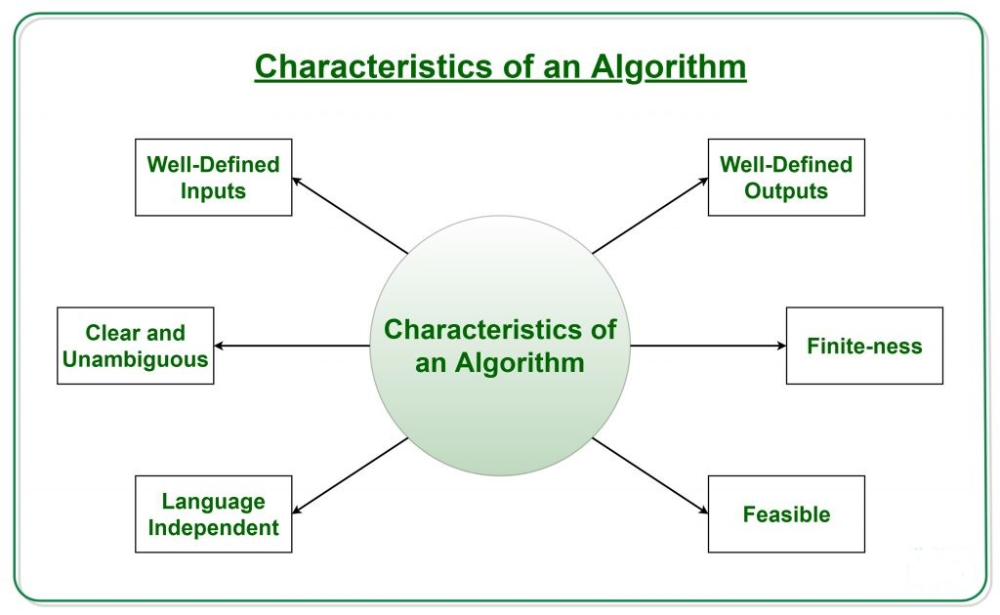 Characteristics of an Algorithm
Well-Defined
Inputs
Well-Defined
Outputs
Clear and
Unambiguous
Characteristics of
an Algorithm
Finite-ness
Language
Independent
Feasible